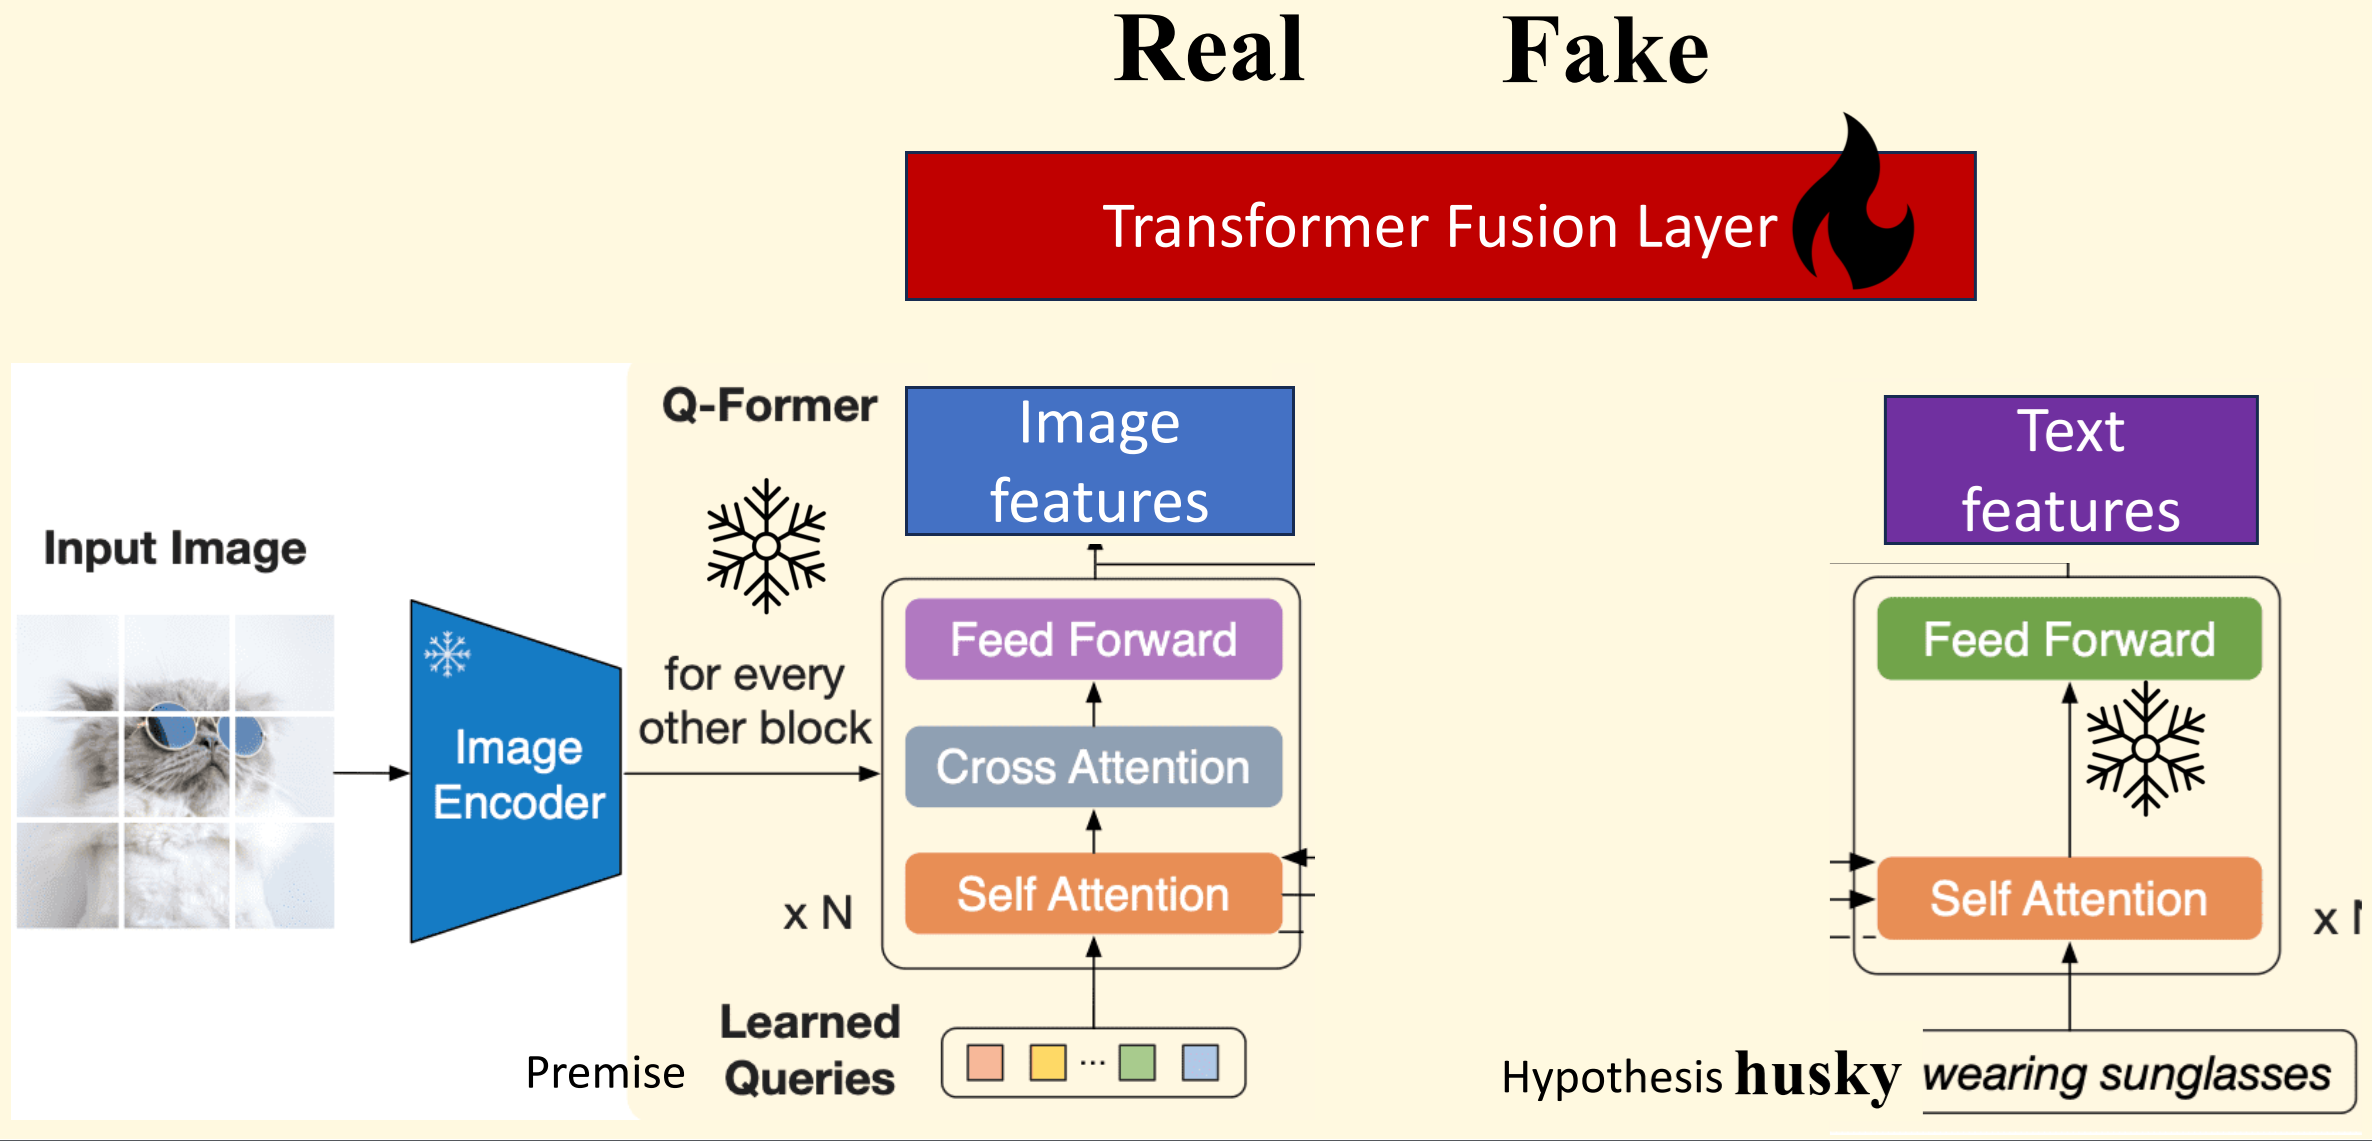 Real Fake
Transformer Fusion Layer
Q-Former
Image
features
Text
features
Input Image
Image
Encoder
for every
other block
Feed Forward
Cross Attention
Self Attention
x N
Feed Forward
Self Attention
x
Premise
Learned
Queries
...
Hypothesis husky wearing sunglasses